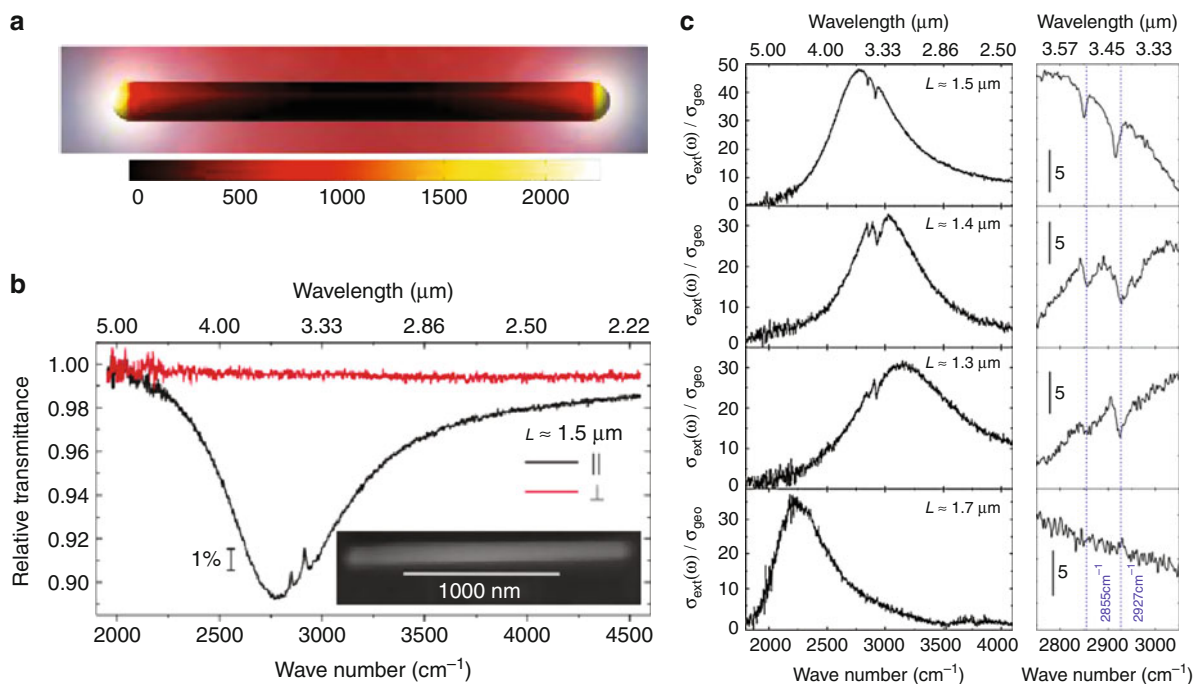 a
0 500 1000 1500 2000
b
Wavelength (μm)
5.00 4.00 3.33 2.86 2.50 2.22
Relative transmittance
1.00
0.98
0.96
0.94
0.92
0.90
L ≈ 1.5 μm
||
⊥
1%
1000 nm
2000 2500 3000 3500 4000 4500
Wave number (cm⁻¹)
c
Wavelength (μm)
5.00 4.00 3.33 2.86 2.50
σext(ω) / σgeo
50
40
30
20
10
0
L ≈ 1.5 μm
σext(ω) / σgeo
30
20
10
0
L ≈ 1.4 μm
σext(ω) / σgeo
30
20
10
0
L ≈ 1.3 μm
σext(ω) / σgeo
30
20
10
0
L ≈ 1.7 μm
2000 2500 3000 3500 4000
Wave number (cm⁻¹)
Wavelength (μm)
3.57 3.45 3.33
5
5
5
5
2855cm⁻¹
2927cm⁻¹
2800 2900 3000
Wave number (cm⁻¹)